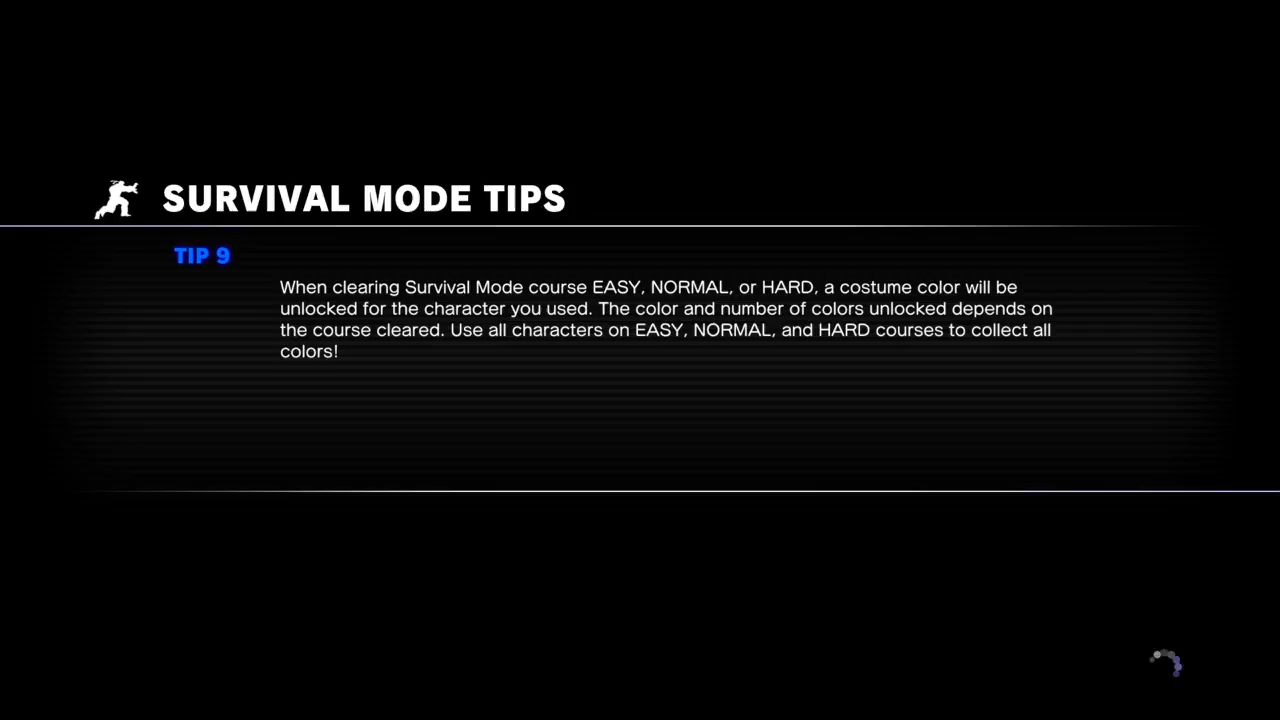 SURVIVAL MODE TIPS
TIP 9
When clearing Survival Mode course EASY, NORMAL, or HARD, a costume color will be
unlocked for the character you used. The color and number of colors unlocked depends on
the course cleared. Use all characters on EASY, NORMAL, and HARD courses to collect all
colors!